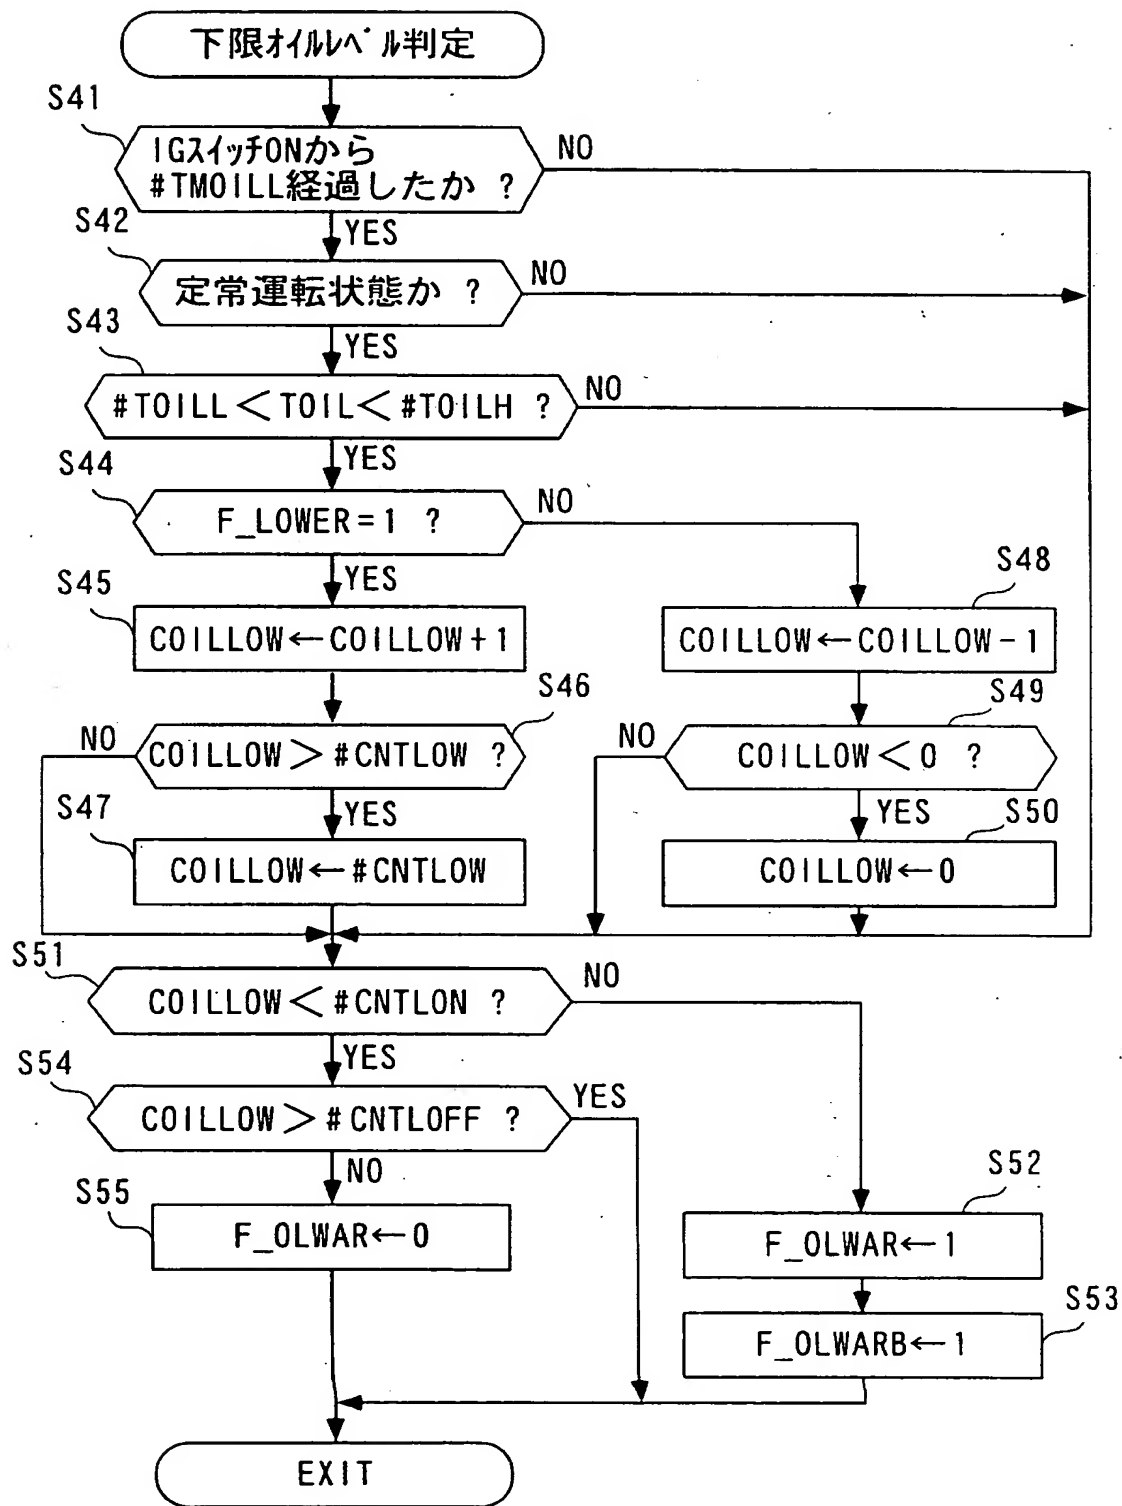 下限オイルレベル判定
S41
IGスイッチONから
#TMOILL経過したか ?
NO
YES
S42
定常運転状態か ?
NO
YES
S43
#TOILL<TOIL<#TOILH ?
NO
YES
S44
F_LOWER=1 ?
NO
YES
S45
COILLOW←COILLOW+1
S48
COILLOW←COILLOW-1
S46
COILLOW>#CNTLOW ?
NO
YES
S49
COILLOW<0 ?
NO
YES
S47
COILLOW←#CNTLOW
S50
COILLOW←0
S51
COILLOW<#CNTLON ?
NO
YES
S54
COILLOW>#CNTLOFF ?
YES
NO
S55
F_OLWAR←0
S52
F_OLWAR←1
S53
F_OLWARB←1
EXIT